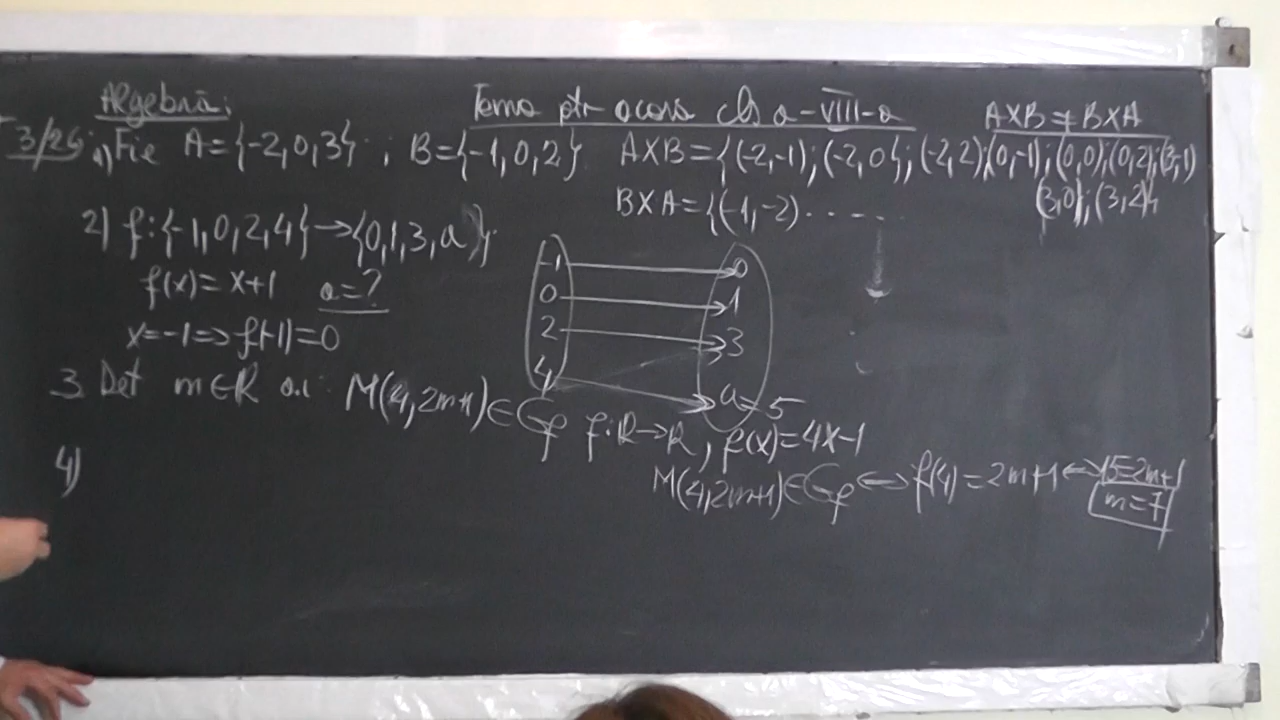 Algebră:
Tema ptr acasă cls a-VIII-a
AXB ≠ BXA
3/26
1) Fie A={-2,0,3} ; B={-1,0,2} AXB={(-2,-1);(-2,0);(-2,2);(0,-1);(0,0);(0,2);(3,-1)
(3,0);(3,2)}
BXA={(-1,-2).....
2) f:{-1,0,2,4}→{0,1,3,a}
f(x)=x+1 a=?
x=-1=>f(-1)=0
-1 0
0 1
2 3
4 a=5
3. Det m∈R a.î. M(4,2m+1)∈Gf f:R→R, f(x)=4x-1
M(4,2m+1)∈Gf <=> f(4)=2m+1 <=> 15=2m+1
m=7
4)